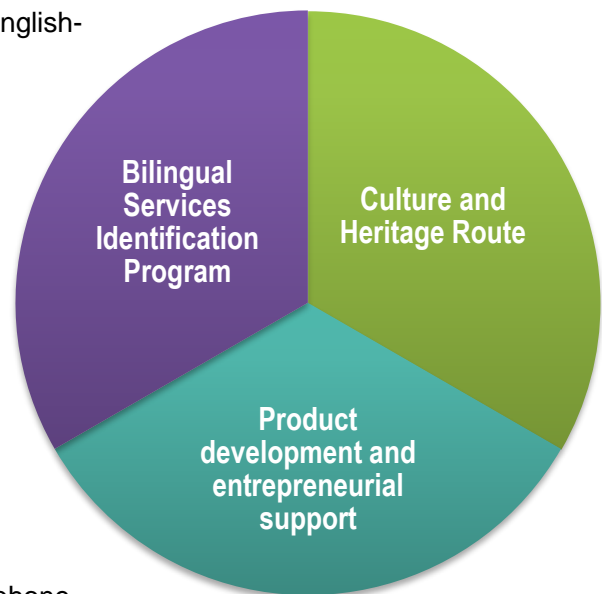 nglish-
Bilingual
Services
Identification
Program
Culture and
Heritage Route
Product
development and
entrepreneurial
support